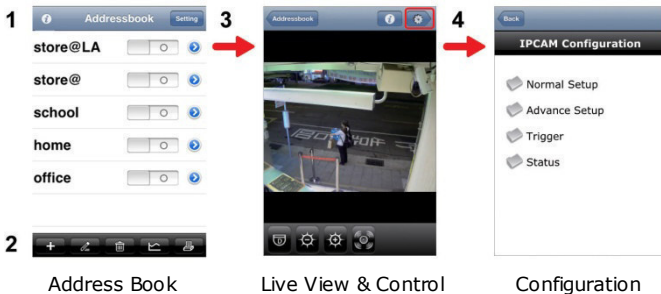 1
Addressbook
Setting
store@LA
store@
school
home
office
2
Address Book
3
Addressbook
Live View & Control
4
Back
IPCAM Configuration
Normal Setup
Advance Setup
Trigger
Status
Configuration